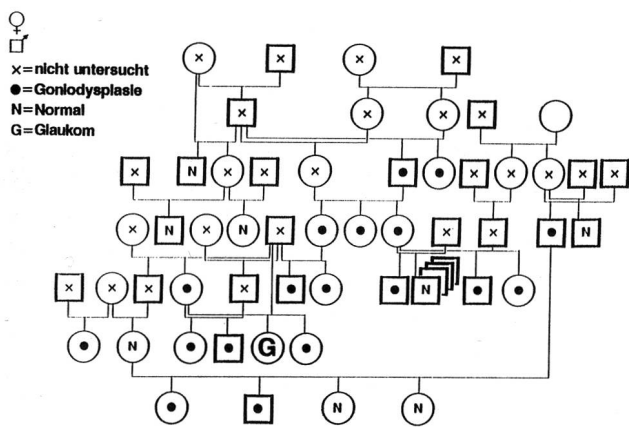 ×=nicht untersucht
●=Goniodysplasie
N=Normal
G=Glaukom
× × × ×
× × × ×
× N × × × ● ● × × × × ×
× N × N × ● ● ● × × ● N
× × × ● × ● ● ● N ● ●
● N ● ● G ●
● ● N N